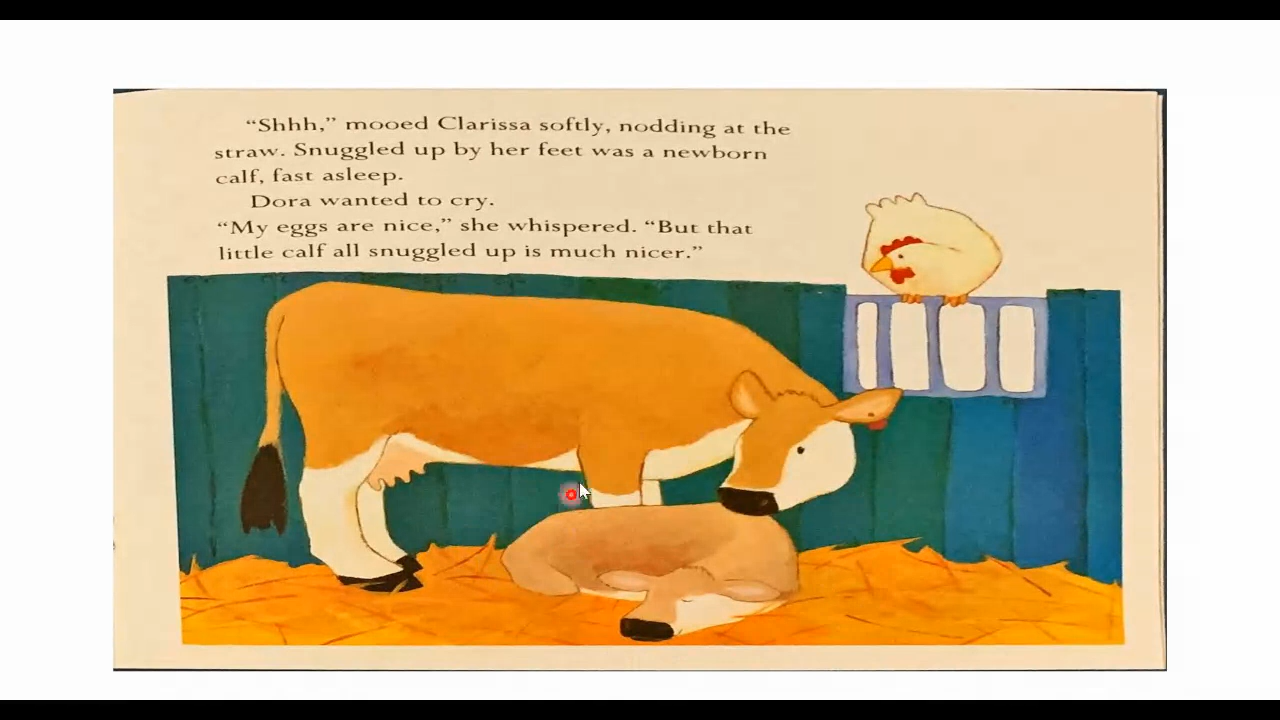 “Shhh,” mooed Clarissa softly, nodding at the
straw. Snuggled up by her feet was a newborn
calf, fast asleep.
Dora wanted to cry.
“My eggs are nice,” she whispered. “But that
little calf all snuggled up is much nicer.”